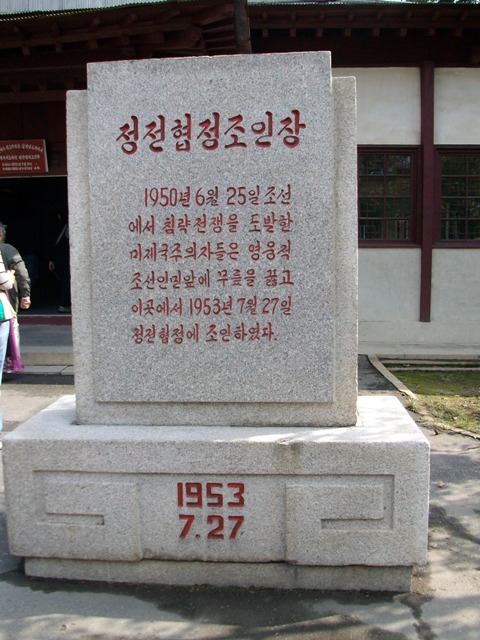 정전협정조인장
1950년 6월 25일 조선
에서 침략전쟁을 도발한
미제국주의자들은 영웅적
조선인민앞에 무릎을 꿇고
이곳에서 1953년 7월 27일
정전협정에 조인하였다.
1953
7.27